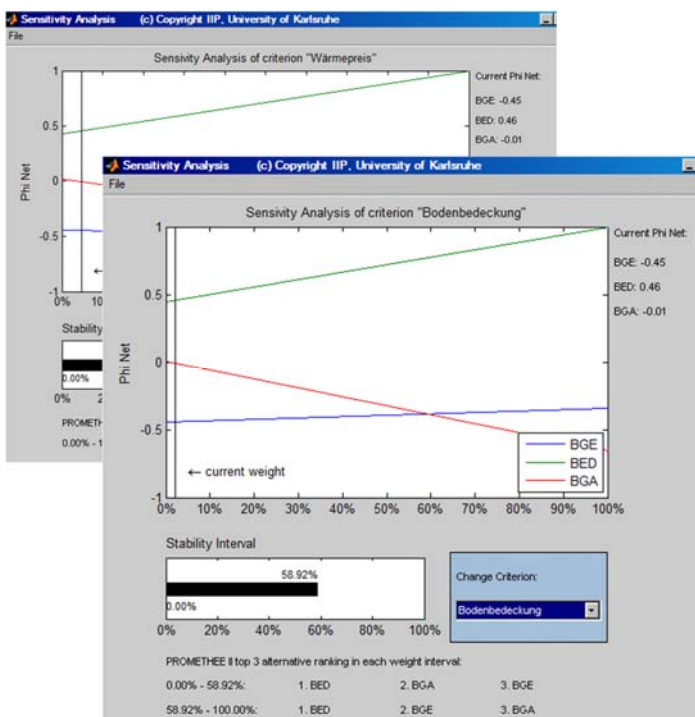 Sensitivity Analysis (c) Copyright IIP, University of Karlsruhe
File
Sensivity Analysis of criterion "Wärmepreis"
1
0.5
0
-0.5
-1
Phi Net
Current Phi Net:
BGE: -0.45
BED: 0.46
BGA: -0.01
←
0%
Stability
0.00%
0%
PROMETH
0.00% - 1
Sensitivity Analysis (c) Copyright IIP, University of Karlsruhe
File
Sensivity Analysis of criterion "Bodenbedeckung"
1
0.5
0
-0.5
-1
Phi Net
Current Phi Net:
BGE: -0.45
BED: 0.46
BGA: -0.01
← current weight
BGE
BED
BGA
0% 10% 20% 30% 40% 50% 60% 70% 80% 90% 100%
Stability Interval
58.92%
0.00%
0% 20% 40% 60% 80% 100%
Change Criterion:
Bodenbedeckung
PROMETHEE II top 3 alternative ranking in each weight interval:
0.00% - 58.92%: 1. BED 2. BGA 3. BGE
58.92% - 100.00%: 1. BED 2. BGE 3. BGA